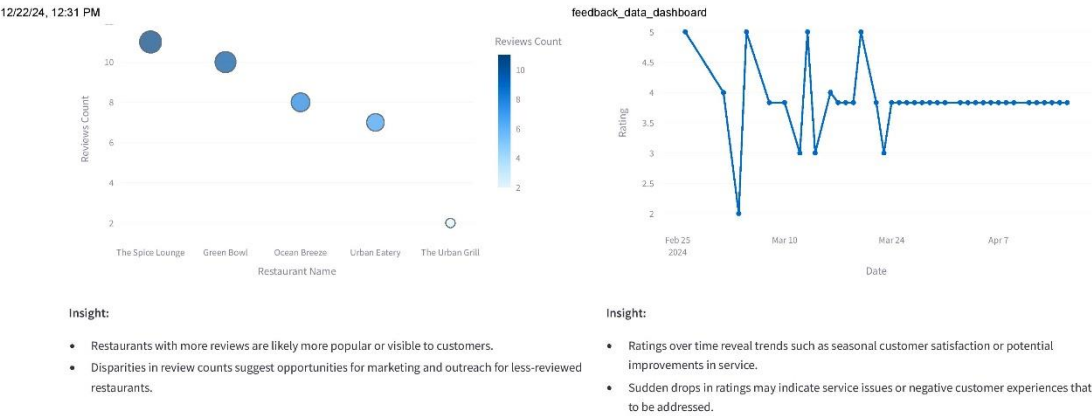 12/22/24, 12:31 PM
feedback_data_dashboard
Reviews Count
10
8
6
4
2
The Spice Lounge
Green Bowl
Ocean Breeze
Urban Eatery
The Urban Grill
Restaurant Name
Reviews Count
10
8
6
4
2
Insight:
• Restaurants with more reviews are likely more popular or visible to customers.
• Disparities in review counts suggest opportunities for marketing and outreach for less-reviewed
restaurants.
Rating
5
4.5
4
3.5
3
2.5
2
Feb 25
2024
Mar 10
Mar 24
Apr 7
Date
Insight:
• Ratings over time reveal trends such as seasonal customer satisfaction or potential
improvements in service.
• Sudden drops in ratings may indicate service issues or negative customer experiences that
to be addressed.